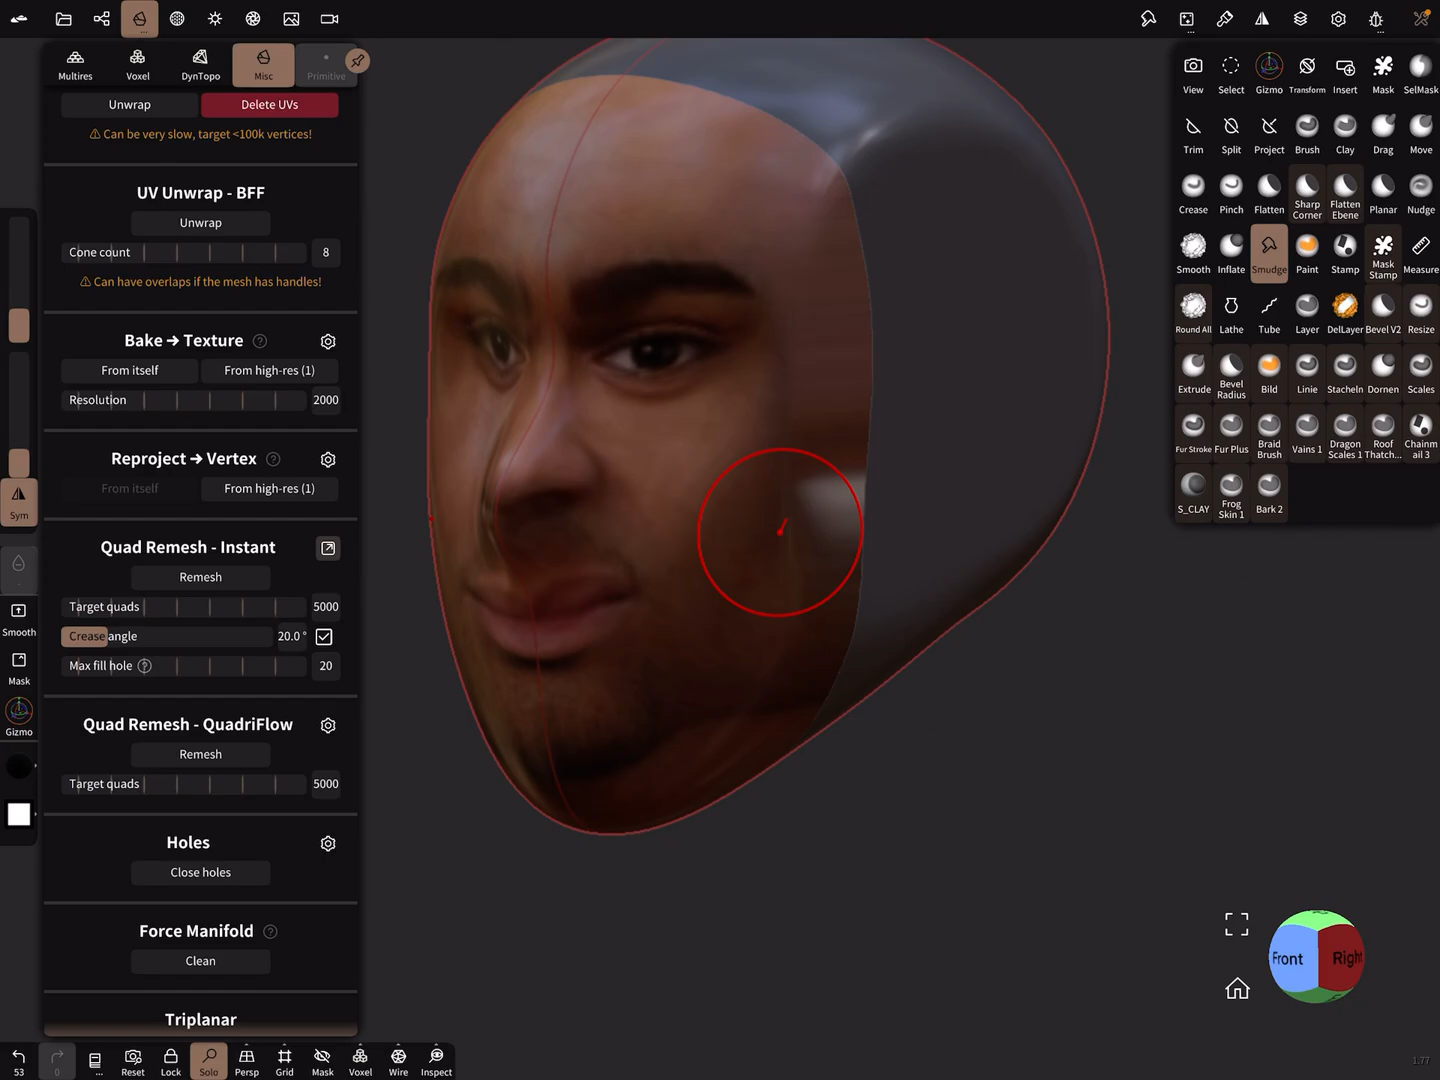 Multires
Voxel
DynTopo
Misc
Primitive
Unwrap
Delete UVs
Can be very slow, target <100k vertices!
UV Unwrap - BFF
Unwrap
Cone count
8
Can have overlaps if the mesh has handles!
Bake → Texture ?
From itself
From high-res (1)
Resolution
2000
Reproject → Vertex ?
From itself
From high-res (1)
Quad Remesh - Instant
Remesh
Target quads
5000
Crease angle
20.0 °
Max fill hole ?
20
Quad Remesh - QuadriFlow
Remesh
Target quads
5000
Holes
Close holes
Force Manifold ?
Clean
Triplanar
Sym
Smooth
Mask
Gizmo
View
Select
Gizmo
Transform
Insert
Mask
SelMask
Trim
Split
Project
Brush
Clay
Drag
Move
Crease
Pinch
Flatten
Sharp
Corner
Flatten
Ebene
Planar
Nudge
Smooth
Inflate
Smudge
Paint
Stamp
Mask
Stamp
Measure
Round All
Lathe
Tube
Layer
DelLayer
Bevel V2
Resize
Extrude
Bevel
Radius
Bild
Linie
Stacheln
Dornen
Scales
Fur Stroke
Fur Plus
Braid
Brush
Vains 1
Dragon
Scales 1
Roof
Thatch...
Chainm
ail 3
S_CLAY
Frog
Skin 1
Bark 2
Front
Right
53
0
...
Reset
Lock
Solo
Persp
Grid
Mask
Voxel
Wire
Inspect
1.77